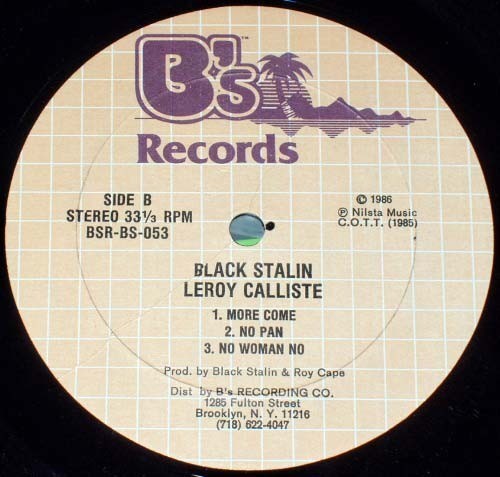 B's™
Records
SIDE B
STEREO 33⅓ RPM
BSR-BS-053
© 1986
℗ Nilsta Music
C.O.T.T. (1985)
BLACK STALIN
LEROY CALLISTE
1. MORE COME
2. NO PAN
3. NO WOMAN NO
Prod. by Black Stalin & Roy Cape
Dist by B's RECORDING CO.
1285 Fulton Street
Brooklyn, N. Y. 11216
(718) 622-4047